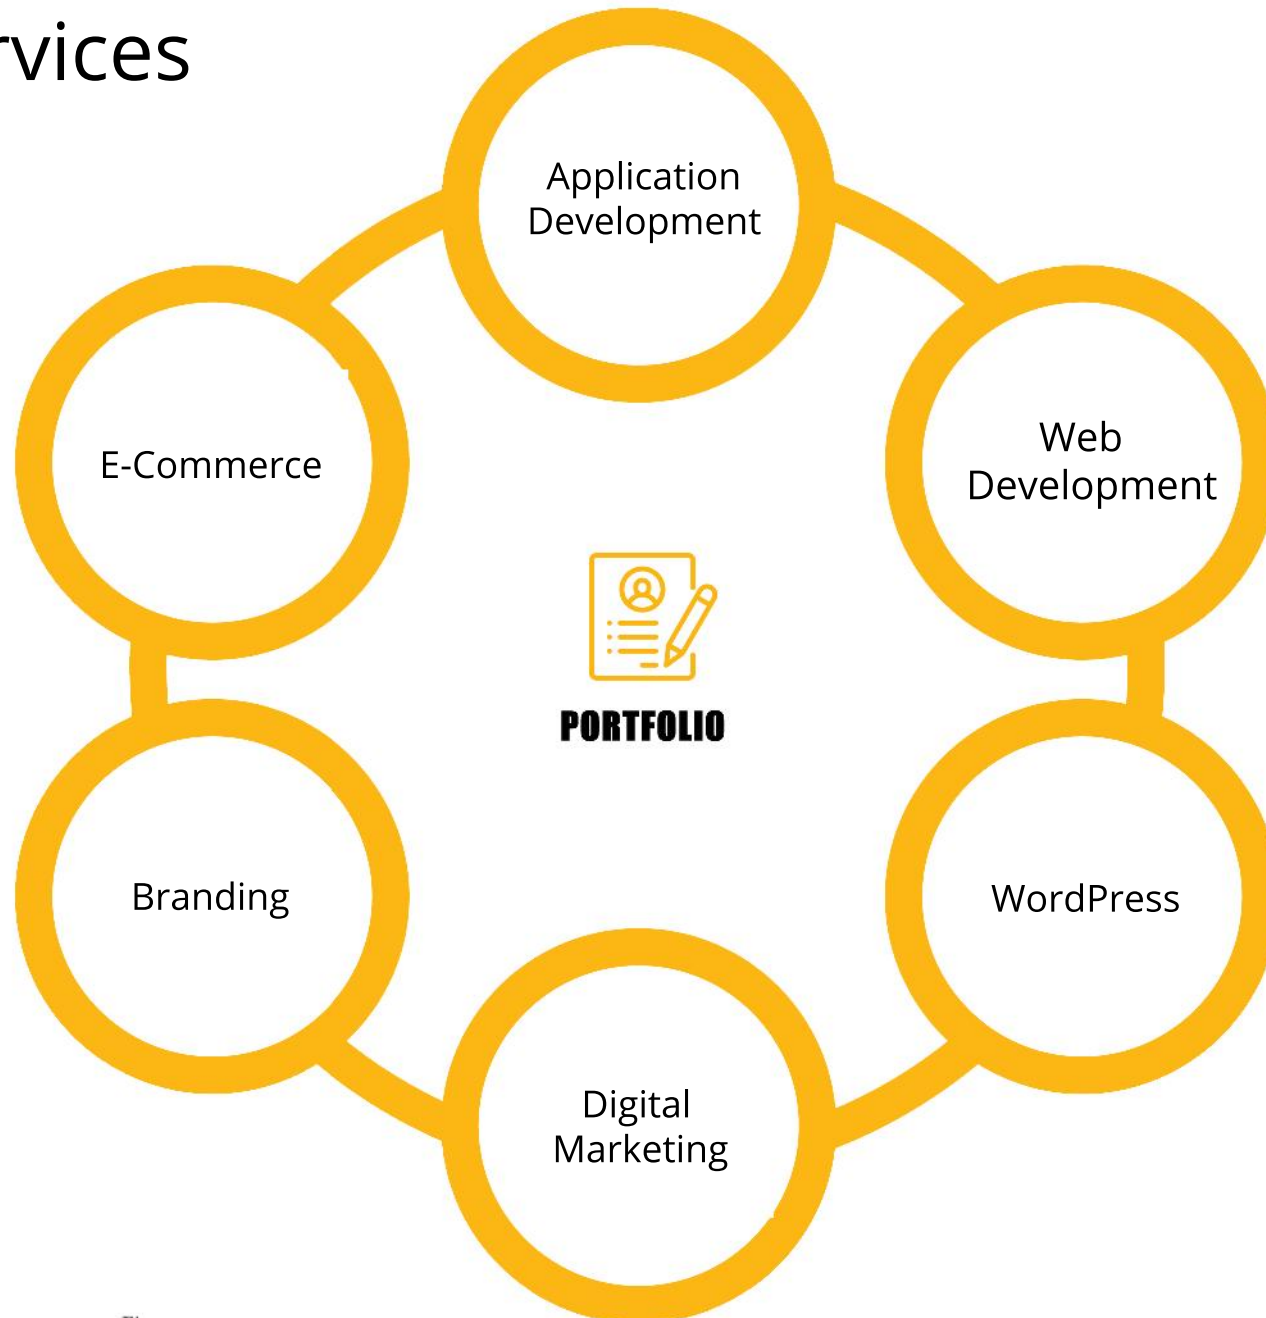 rvices
Application
Development
E-Commerce
Web
Development
PORTFOLIO
Branding
WordPress
Digital
Marketing